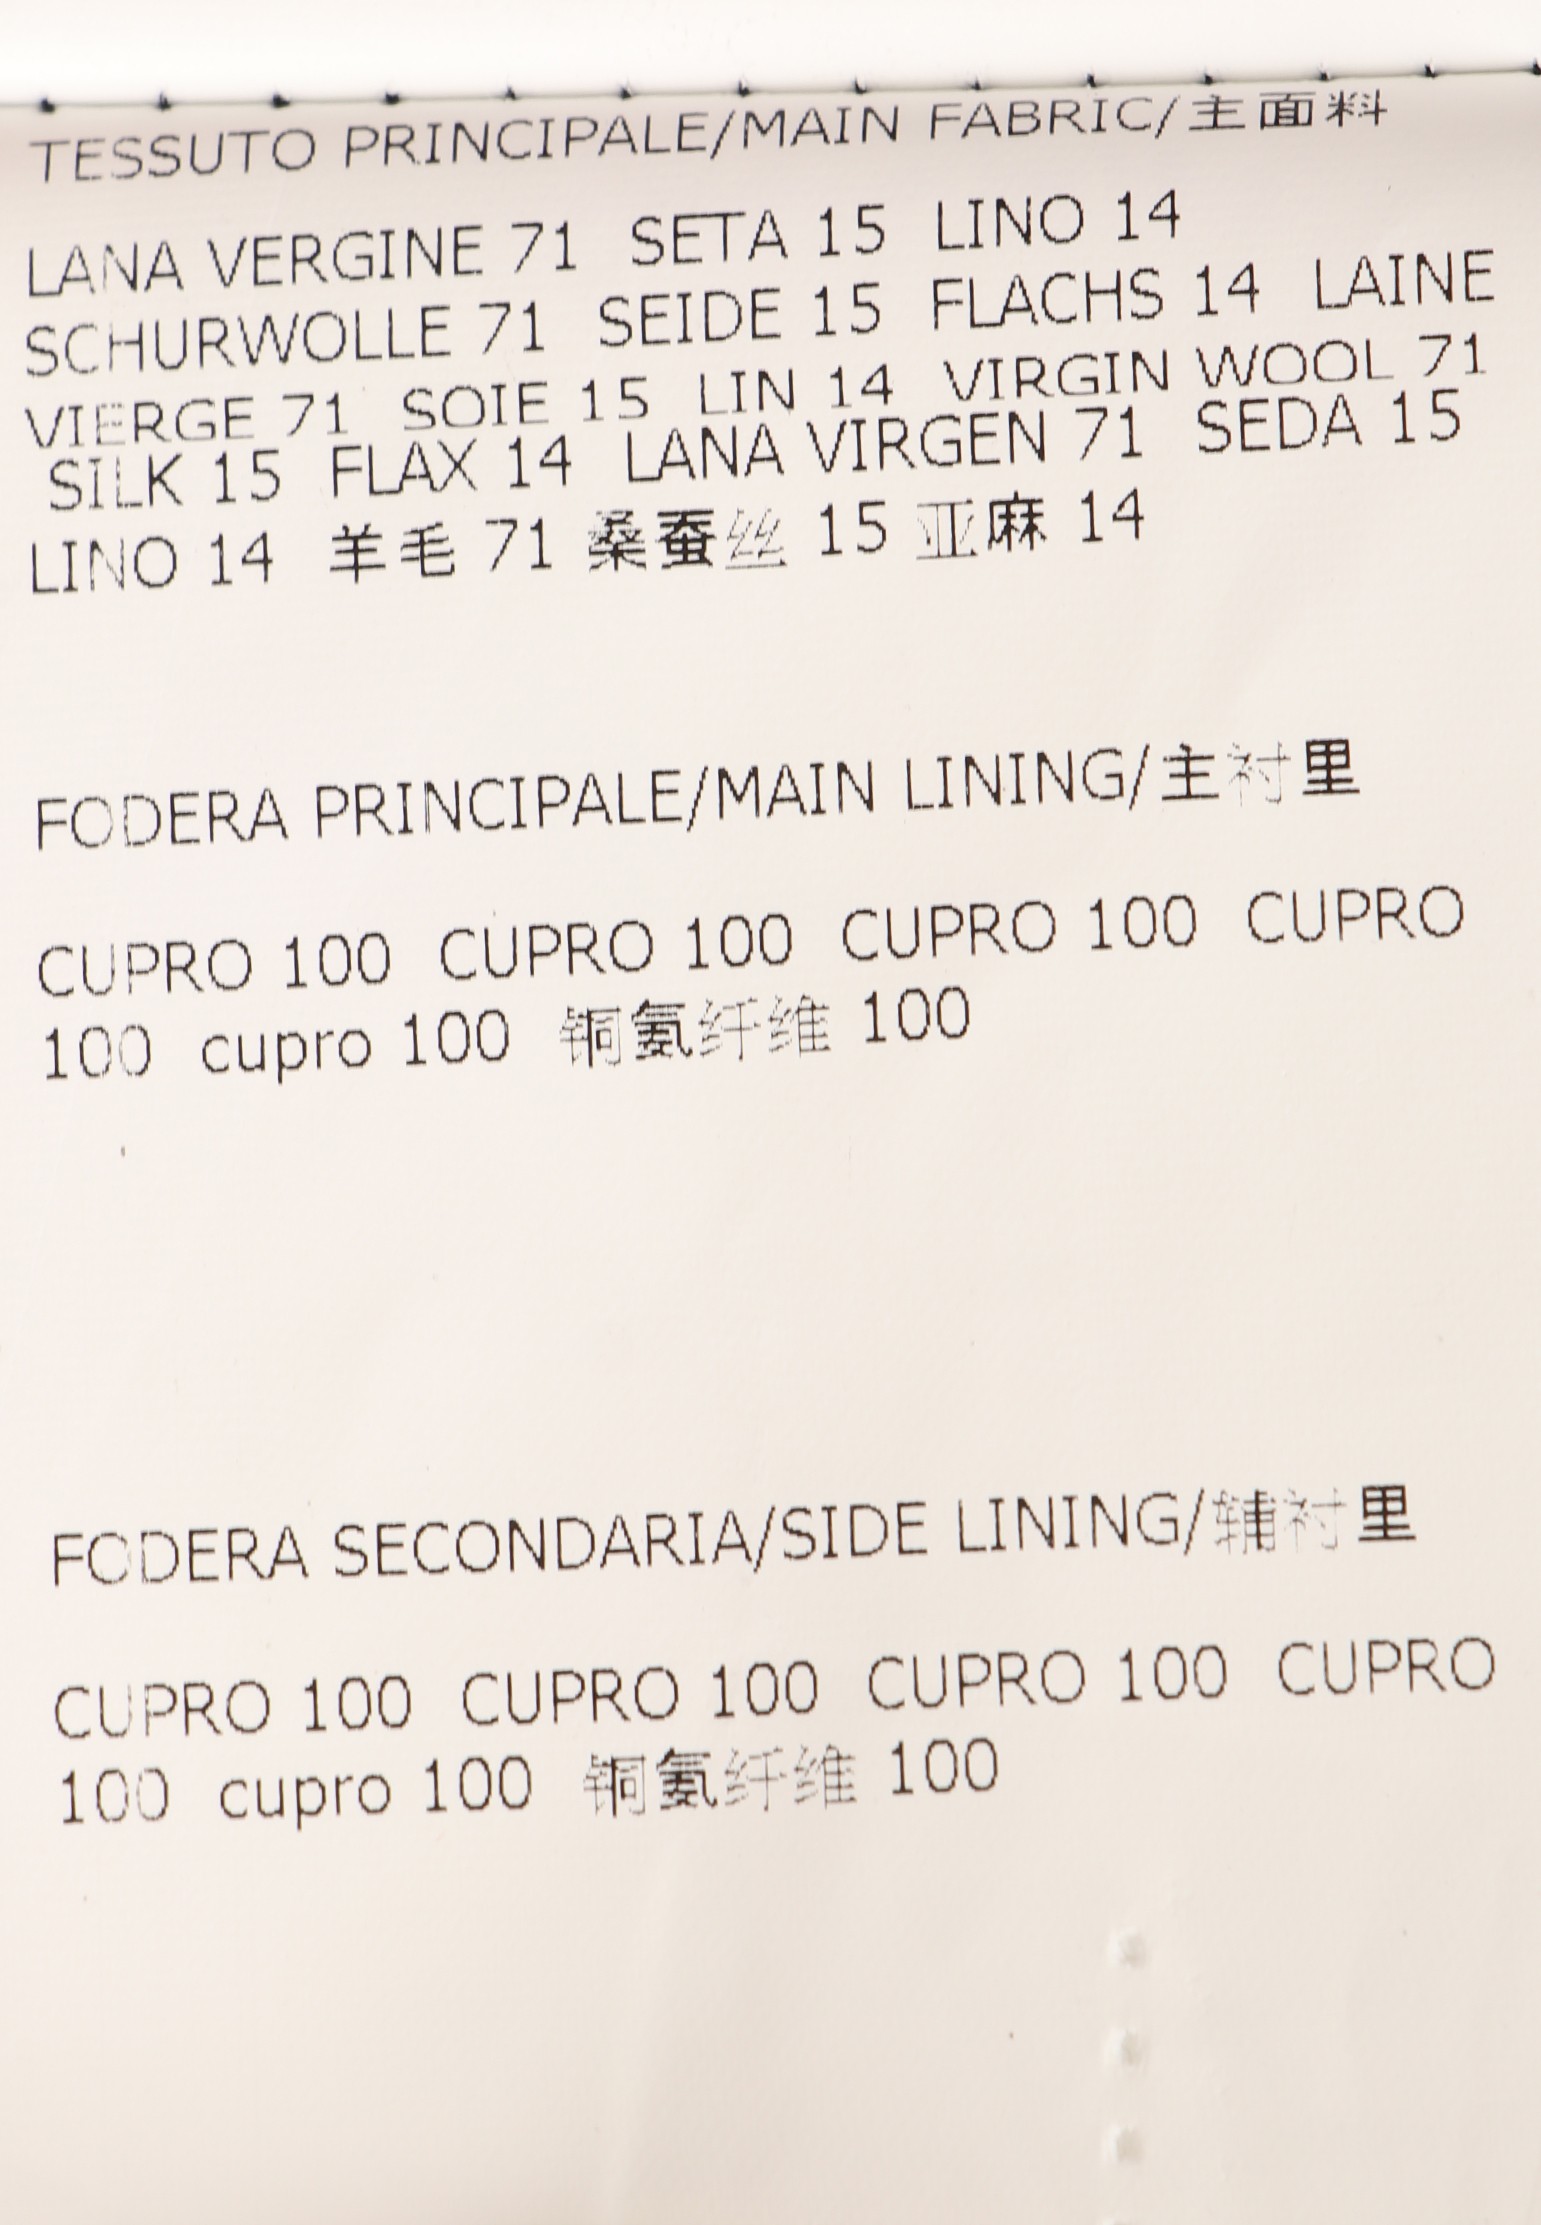 TESSUTO PRINCIPALE/MAIN FABRIC/主面料
LANA VERGINE 71 SETA 15 LINO 14
SCHURWOLLE 71 SEIDE 15 FLACHS 14 LAINE
VIERGE 71 SOIE 15 LIN 14 VIRGIN WOOL 71
SILK 15 FLAX 14 LANA VIRGEN 71 SEDA 15
LINO 14 羊毛 71 桑蚕丝 15 亚麻 14
FODERA PRINCIPALE/MAIN LINING/主衬里
CUPRO 100 CUPRO 100 CUPRO 100 CUPRO
100 cupro 100 铜氨纤维 100
FODERA SECONDARIA/SIDE LINING/辅衬里
CUPRO 100 CUPRO 100 CUPRO 100 CUPRO
100 cupro 100 铜氨纤维 100